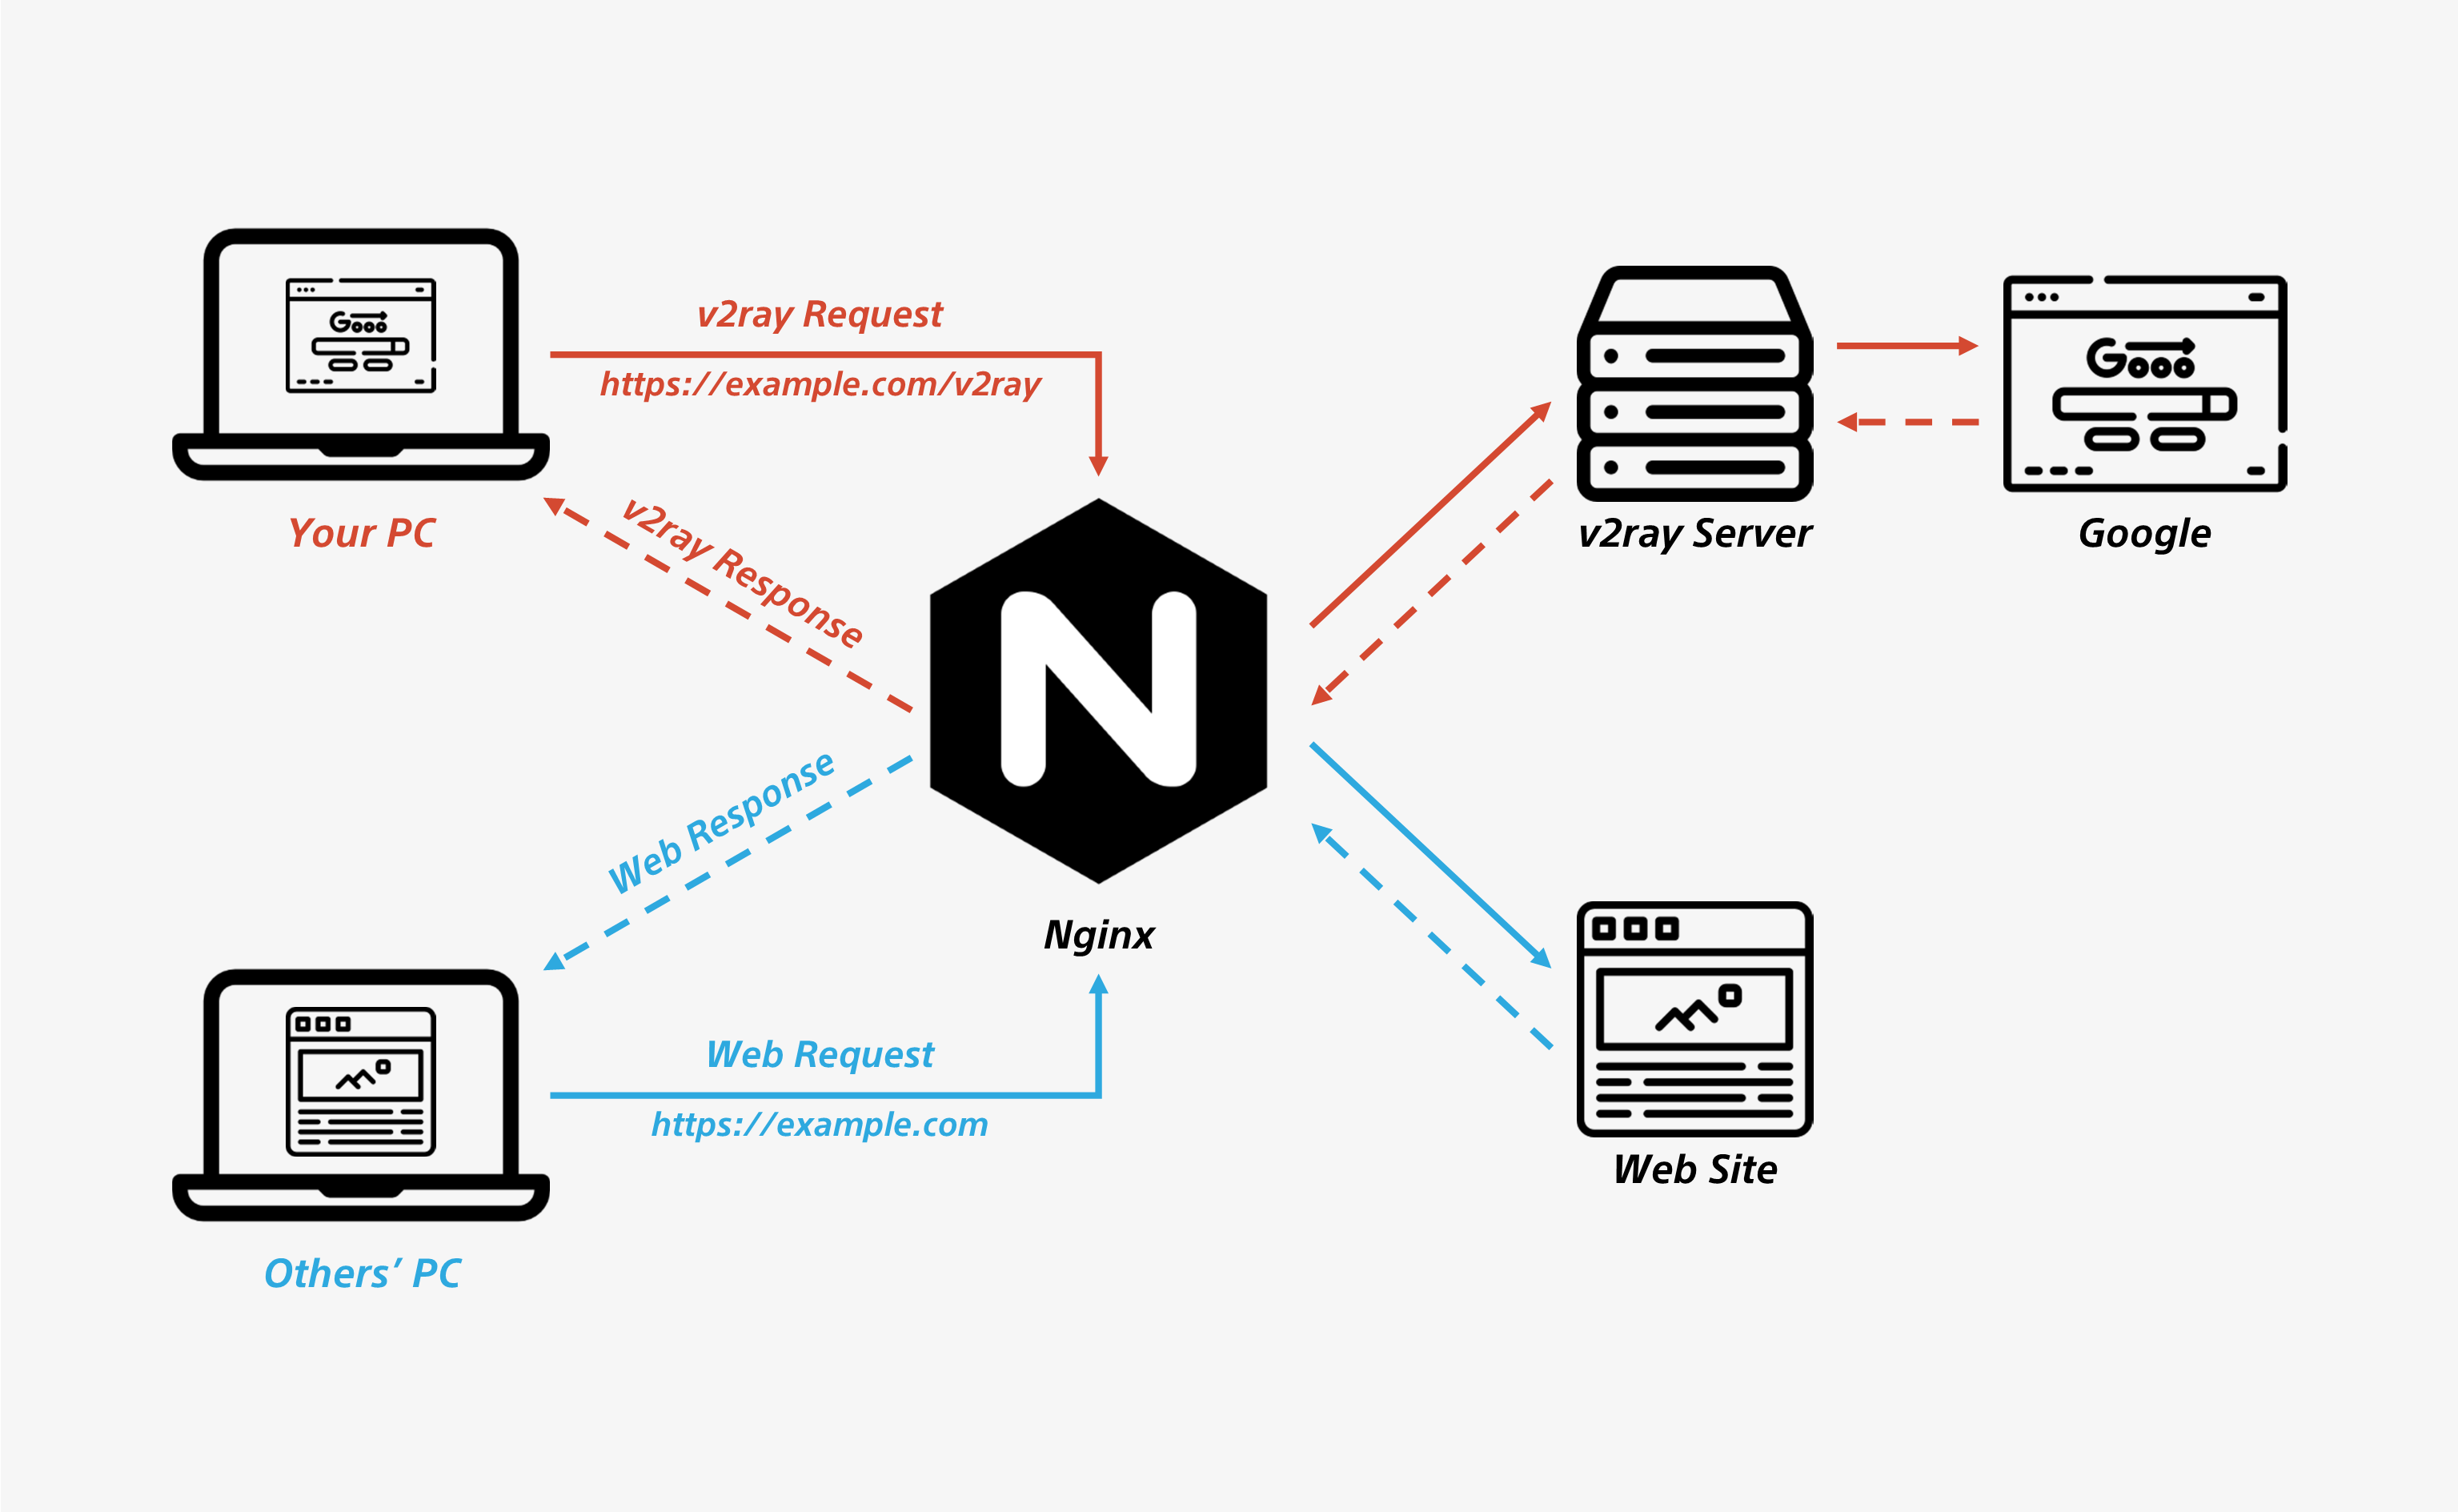 v2ray Request
https://example.com/v2ray
Your PC
v2ray Response
v2ray Server
Google
Gooo
Gooo
N
Nginx
Web Response
Web Request
https://example.com
Others’ PC
Web Site